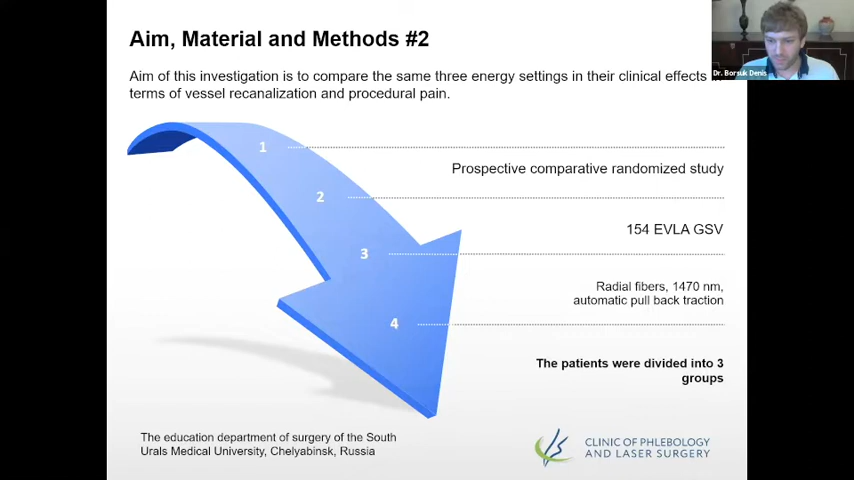 Aim, Material and Methods #2
Dr. Borsuk Denis
Aim of this investigation is to compare the same three energy settings in their clinical effects
terms of vessel recanalization and procedural pain.
1
Prospective comparative randomized study
2
154 EVLA GSV
3
Radial fibers, 1470 nm,
automatic pull back traction
4
The patients were divided into 3
groups
The education department of surgery of the South
Urals Medical University, Chelyabinsk, Russia
CLINIC OF PHLEBOLOGY
AND LASER SURGERY